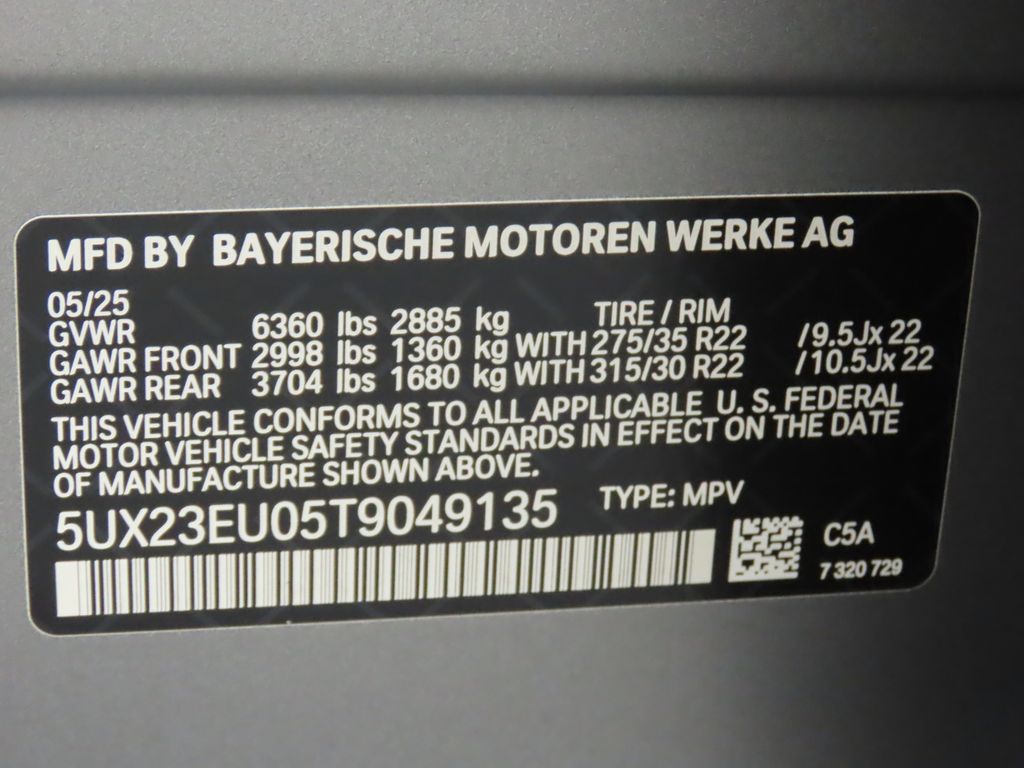 MFD BY BAYERISCHE MOTOREN WERKE AG
05/25
TIRE / RIM
GVWR 6360 lbs 2885 kg
GAWR FRONT 2998 lbs 1360 kg WITH 275/35 R22 /9.5Jx 22
GAWR REAR 3704 lbs 1680 kg WITH 315/30 R22 /10.5Jx 22
THIS VEHICLE CONFORMS TO ALL APPLICABLE U. S. FEDERAL
MOTOR VEHICLE SAFETY STANDARDS IN EFFECT ON THE DATE
OF MANUFACTURE SHOWN ABOVE.
5UX23EU05T9049135 TYPE: MPV
C5A
7 320 729